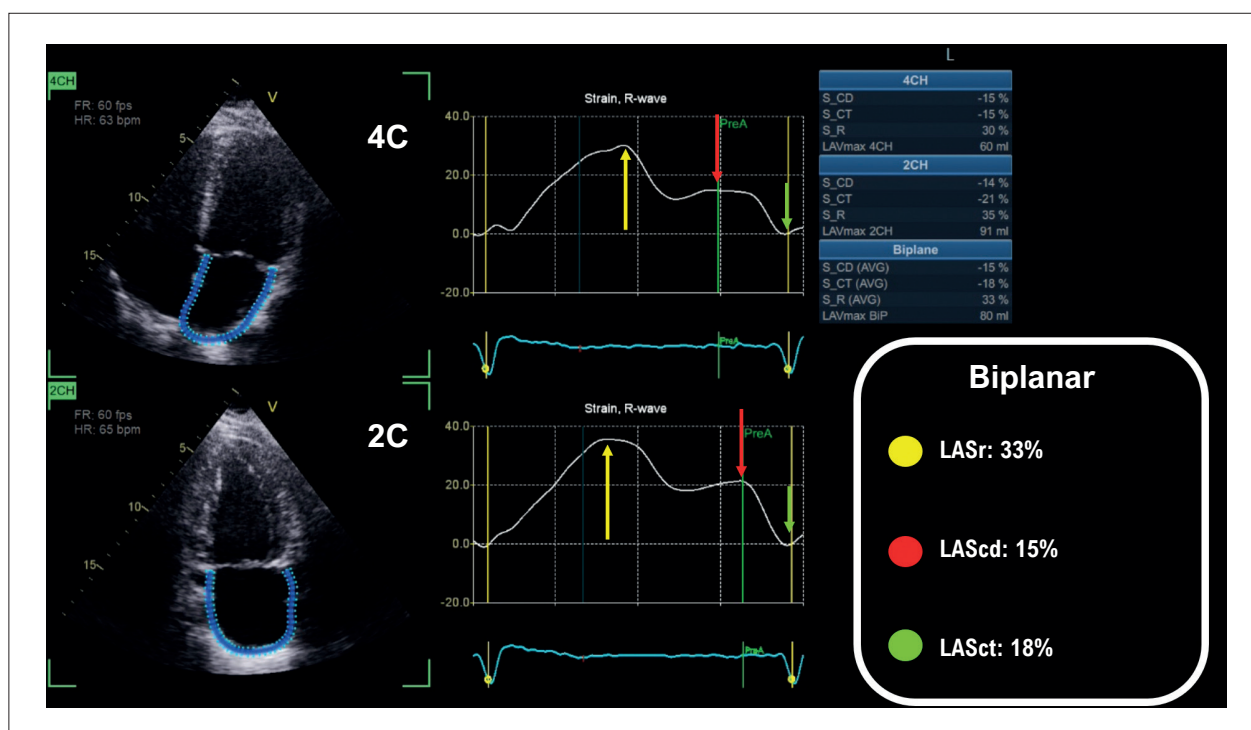 L
4CH
FR: 60 fps
HR: 63 bpm
V
5
10
15
4C
Strain, R-wave
40.0
20.0
0.0
-20.0
PreA
PreA
4CH
S_CD -15 %
S_CT -15 %
S_R 30 %
LAVmax 4CH 60 ml
2CH
S_CD -14 %
S_CT -21 %
S_R 35 %
LAVmax 2CH 91 ml
Biplane
S_CD (AVG) -15 %
S_CT (AVG) -18 %
S_R (AVG) 33 %
LAVmax BiP 80 ml
2CH
FR: 60 fps
HR: 65 bpm
V
5
10
15
2C
Strain, R-wave
40.0
20.0
0.0
-20.0
PreA
PreA
Biplanar
LASr: 33%
LAScd: 15%
LASct: 18%